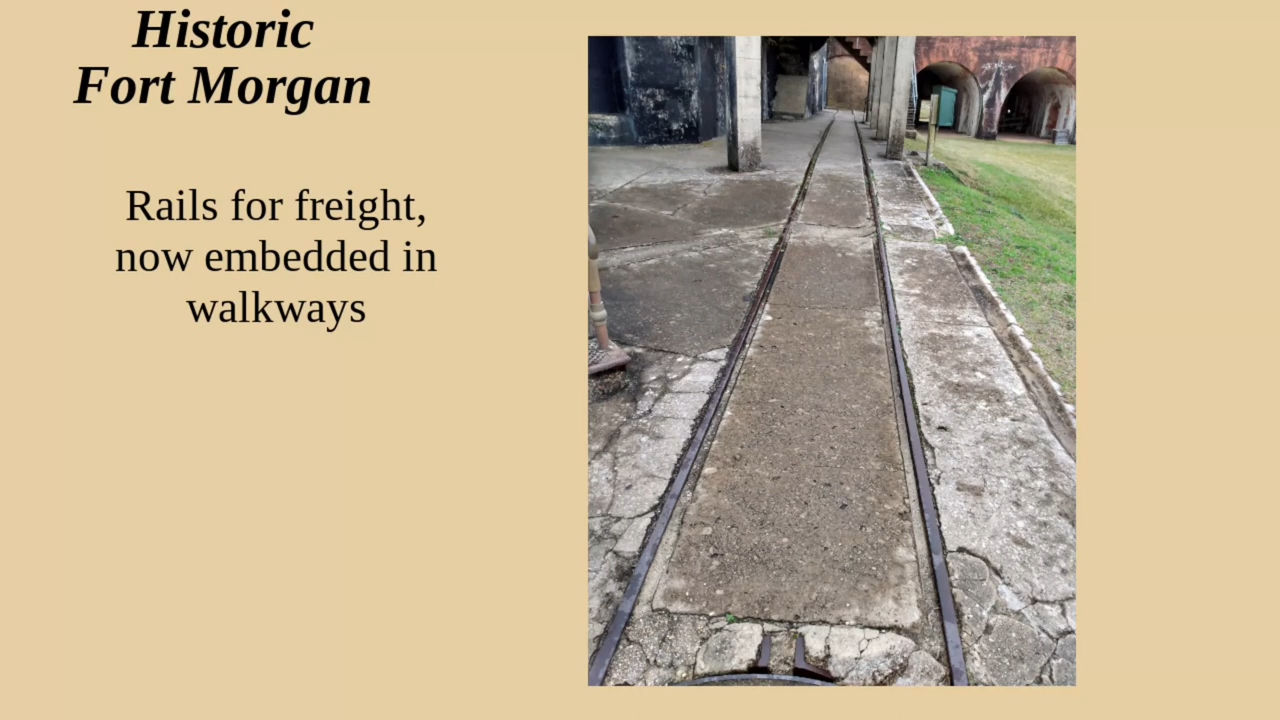 Historic
Fort Morgan
Rails for freight,
now embedded in
walkways